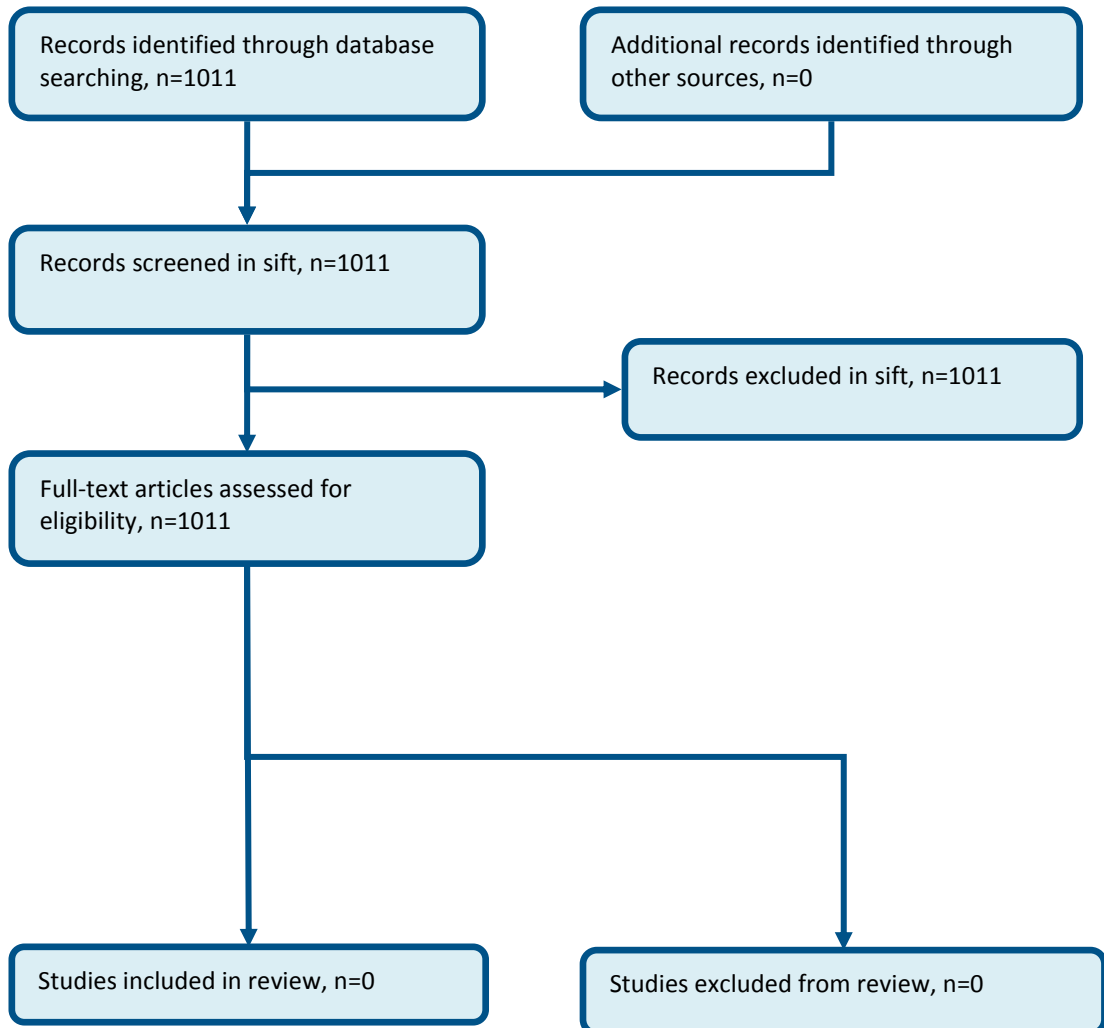 Records identified through database
searching, n=1011
Additional records identified through
other sources, n=0
Records screened in sift, n=1011
Records excluded in sift, n=1011
Full-text articles assessed for
eligibility, n=1011
Studies included in review, n=0
Studies excluded from review, n=0